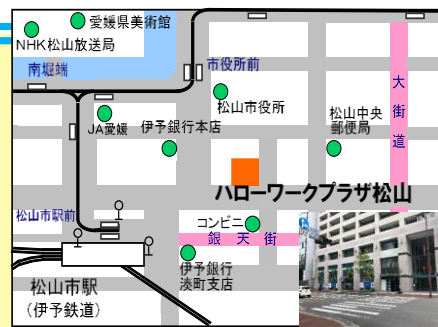 愛媛県美術館
NHK松山放送局
南堀端
市役所前
大街道
松山市役所
JA愛媛
伊予銀行本店
松山中央
郵便局
ハローワークプラザ松山
松山市駅前
コンビニ
銀天街
伊予銀行
湊町支店
松山市駅
(伊予鉄道)